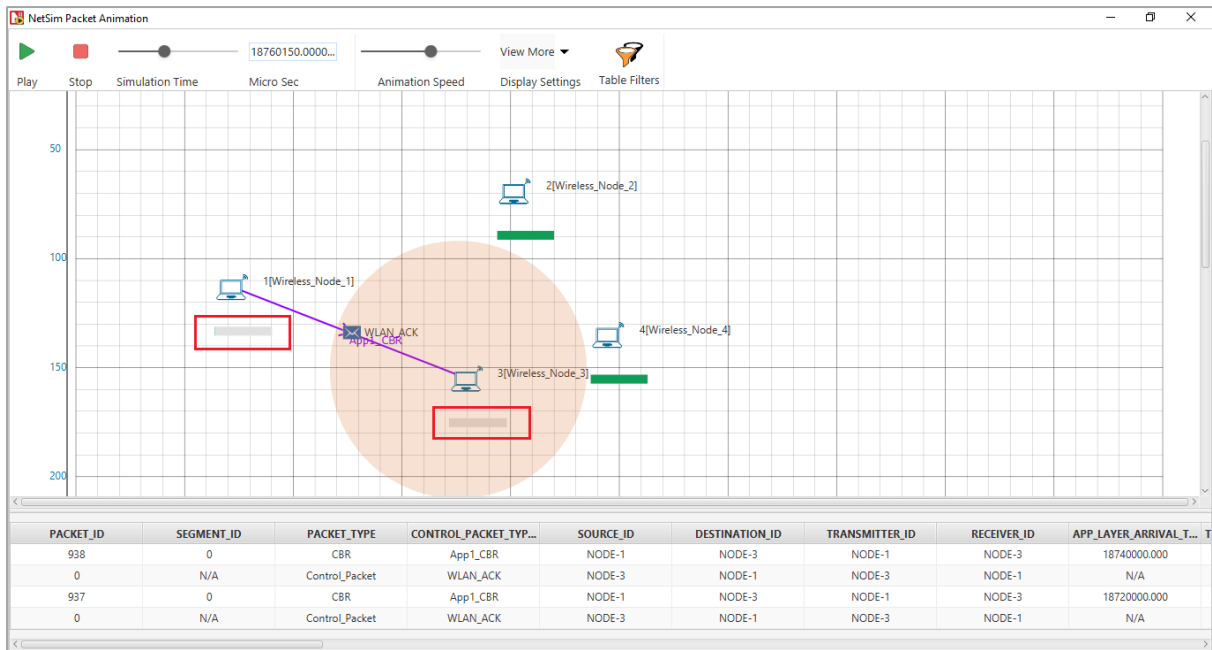 NetSim Packet Animation
18760150.0000...
View More
Play Stop Simulation Time Micro Sec Animation Speed Display Settings Table Filters
50
2[Wireless_Node_2]
100
1[Wireless_Node_1]
WLAN_ACK
4[Wireless_Node_4]
App1_CBR
150
3[Wireless_Node_3]
200
PACKET_ID SEGMENT_ID PACKET_TYPE CONTROL_PACKET_TYP... SOURCE_ID DESTINATION_ID TRANSMITTER_ID RECEIVER_ID APP_LAYER_ARRIVAL_T... T
938 0 CBR App1_CBR NODE-1 NODE-3 NODE-1 NODE-3 18740000.000
0 N/A Control_Packet WLAN_ACK NODE-3 NODE-1 NODE-3 NODE-1 N/A
937 0 CBR App1_CBR NODE-1 NODE-3 NODE-1 NODE-3 18720000.000
0 N/A Control_Packet WLAN_ACK NODE-3 NODE-1 NODE-3 NODE-1 N/A